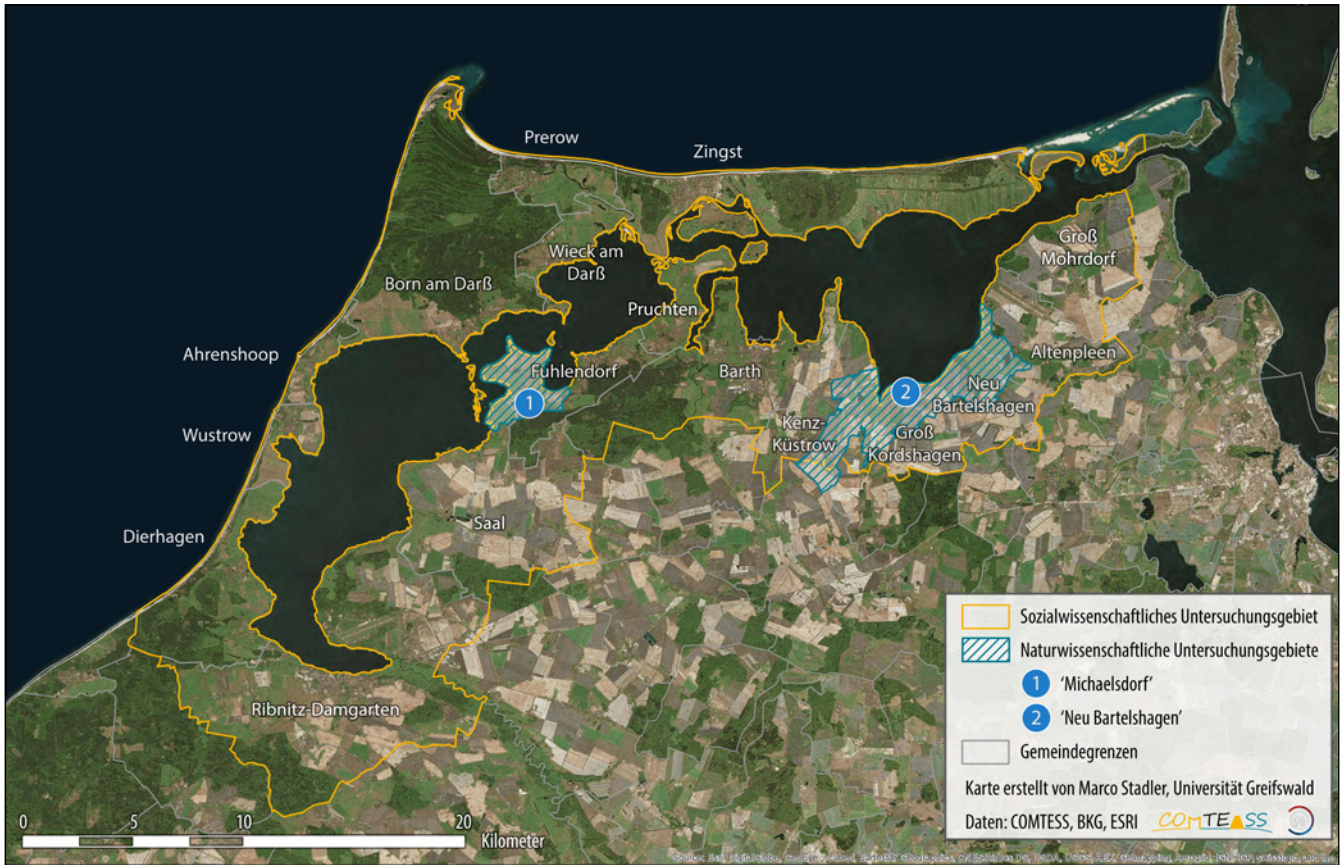 Prerow
Zingst
Wieck am
Darß
Groß
Mohrdorf
Born am Darß
Pruchten
Ahrenshoop
Altenpleen
Fuhlendorf
Barth
1
2
Neu
Bartelshagen
Kenz-
Küstrow
Groß
Kordshagen
Wustrow
Saal
Dierhagen
Ribnitz-Damgarten
Sozialwissenschaftliches Untersuchungsgebiet
Naturwissenschaftliche Untersuchungsgebiete
1 'Michaelsdorf'
2 'Neu Bartelshagen'
Gemeindegrenzen
Karte erstellt von Marco Stadler, Universität Greifswald
Daten: COMTESS, BKG, ESRI COMTESS
0 5 10 20 Kilometer